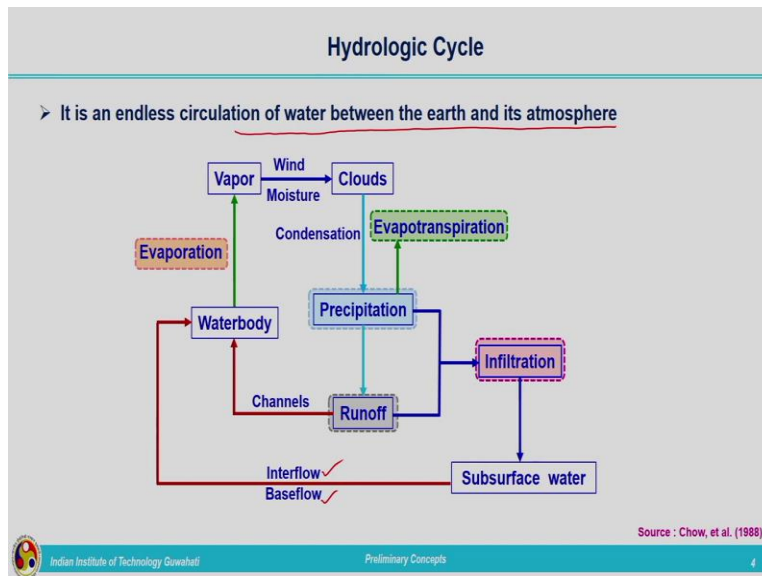 Hydrologic Cycle
➤ It is an endless circulation of water between the earth and its atmosphere
Wind
Vapor
Clouds
Moisture
Condensation
Evapotranspiration
Evaporation
Precipitation
Waterbody
Infiltration
Channels
Runoff
Interflow
Baseflow
Subsurface water
Source : Chow, et al. (1988)
Indian Institute of Technology Guwahati
Preliminary Concepts
4